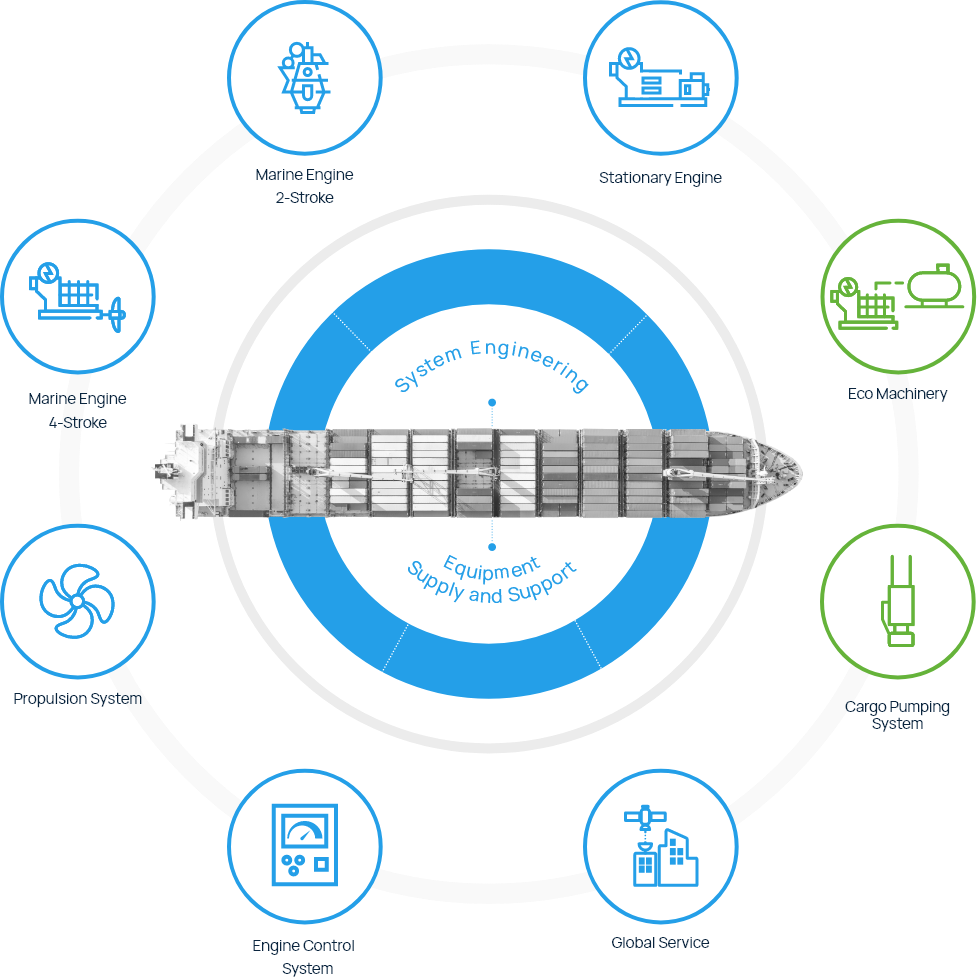 Marine Engine
2-Stroke
Stationary Engine
Marine Engine
4-Stroke
Eco Machinery
System Engineering
Equipment
Supply and Support
Propulsion System
Cargo Pumping
System
Engine Control
System
Global Service